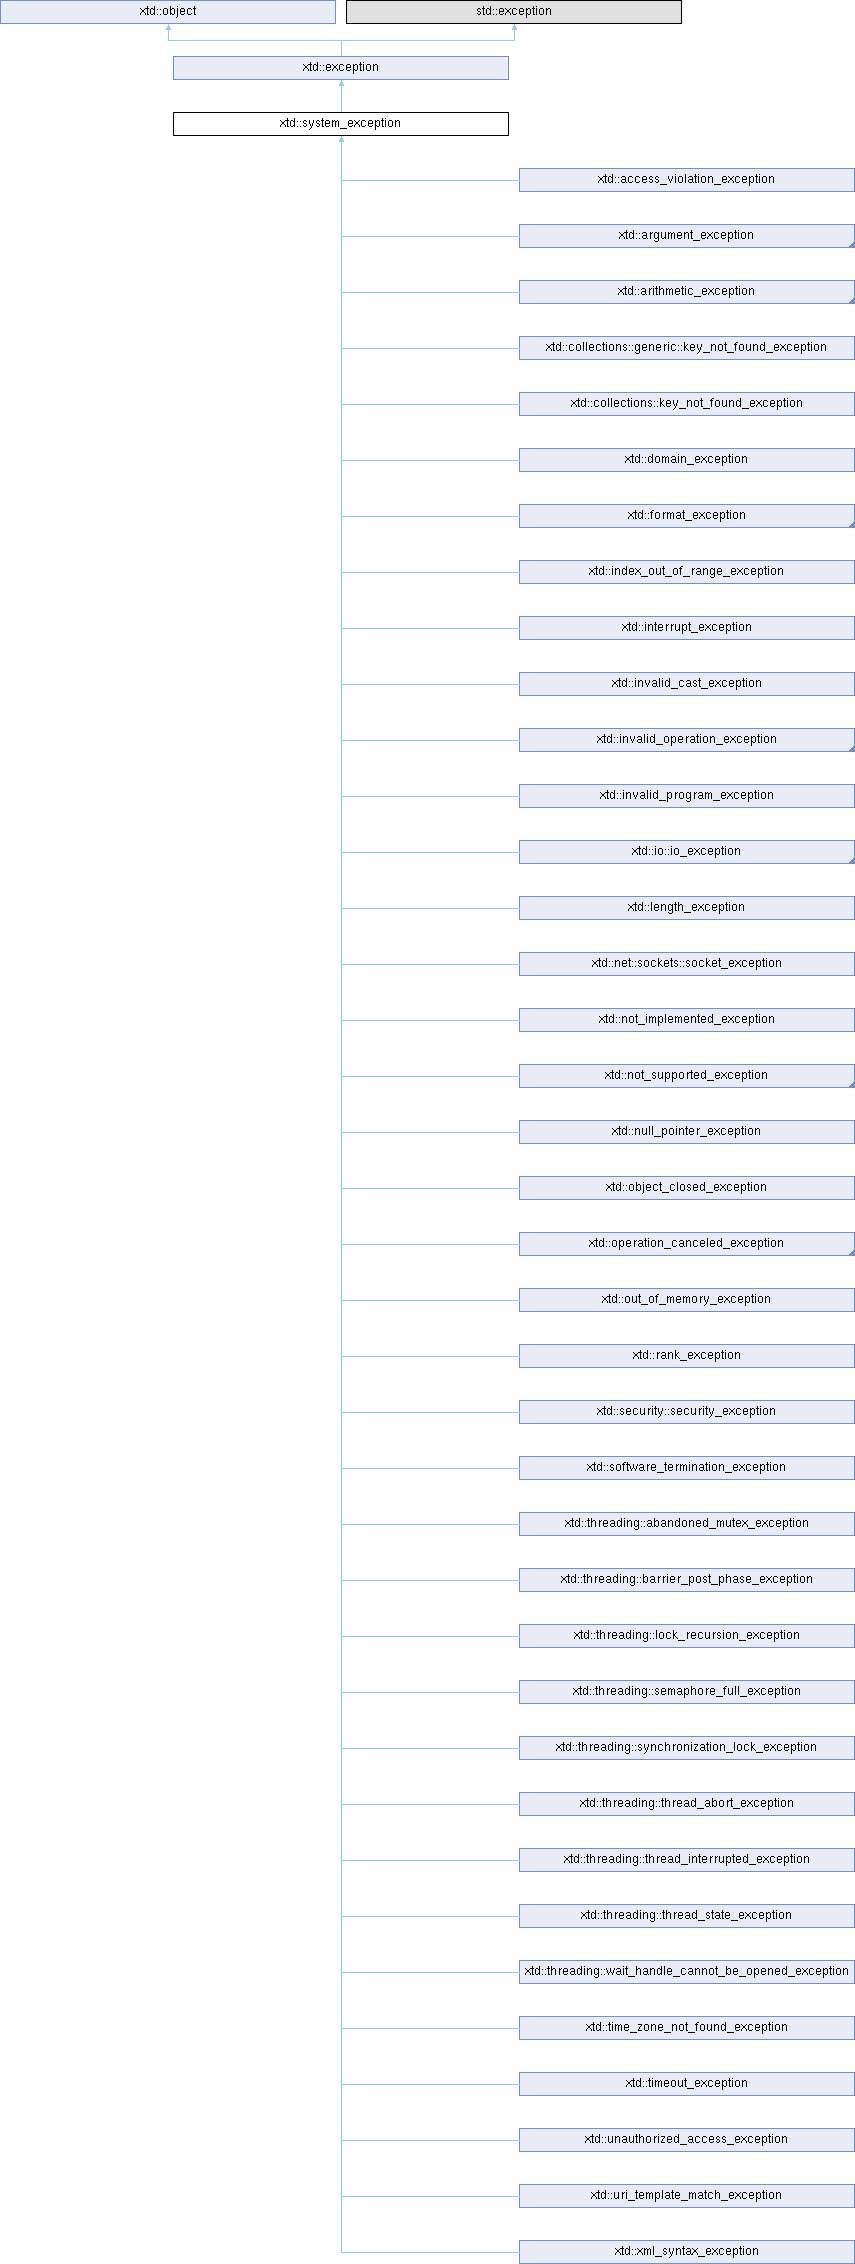 xtd::object
std::exception
xtd::exception
xtd::system_exception
xtd::access_violation_exception
xtd::argument_exception
xtd::arithmetic_exception
xtd::collections::generic::key_not_found_exception
xtd::collections::key_not_found_exception
xtd::domain_exception
xtd::format_exception
xtd::index_out_of_range_exception
xtd::interrupt_exception
xtd::invalid_cast_exception
xtd::invalid_operation_exception
xtd::invalid_program_exception
xtd::io::io_exception
xtd::length_exception
xtd::net::sockets::socket_exception
xtd::not_implemented_exception
xtd::not_supported_exception
xtd::null_pointer_exception
xtd::object_closed_exception
xtd::operation_canceled_exception
xtd::out_of_memory_exception
xtd::rank_exception
xtd::security::security_exception
xtd::software_termination_exception
xtd::threading::abandoned_mutex_exception
xtd::threading::barrier_post_phase_exception
xtd::threading::lock_recursion_exception
xtd::threading::semaphore_full_exception
xtd::threading::synchronization_lock_exception
xtd::threading::thread_abort_exception
xtd::threading::thread_interrupted_exception
xtd::threading::thread_state_exception
xtd::threading::wait_handle_cannot_be_opened_exception
xtd::time_zone_not_found_exception
xtd::timeout_exception
xtd::unauthorized_access_exception
xtd::uri_template_match_exception
xtd::xml_syntax_exception